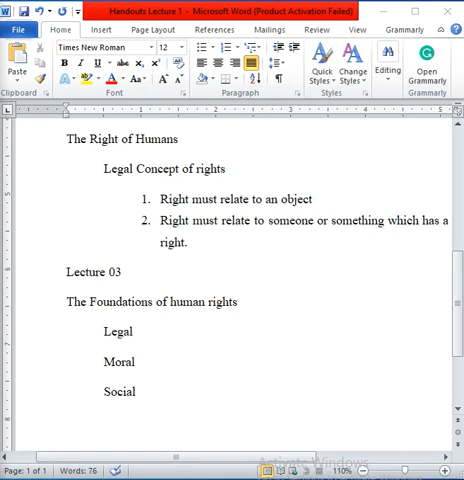 Handouts Lecture 1 - Microsoft Word (Product Activation Failed)
File Home Insert Page Layout References
Times New Roman 12
Paste
B I U abc
Quick Styles
Change Styles
Editing
Open Grammarly
Clipboard Font Paragraph Styles Grammarly
The Right of Humans
Legal Concept of rights
1. Right must relate to an object
2. Right must relate to someone or something which has a
right.
Lecture 03
The Foundations of human rights
Legal
Moral
Social
Activate Windows
Page: 1 of 1 Words: 76 110%